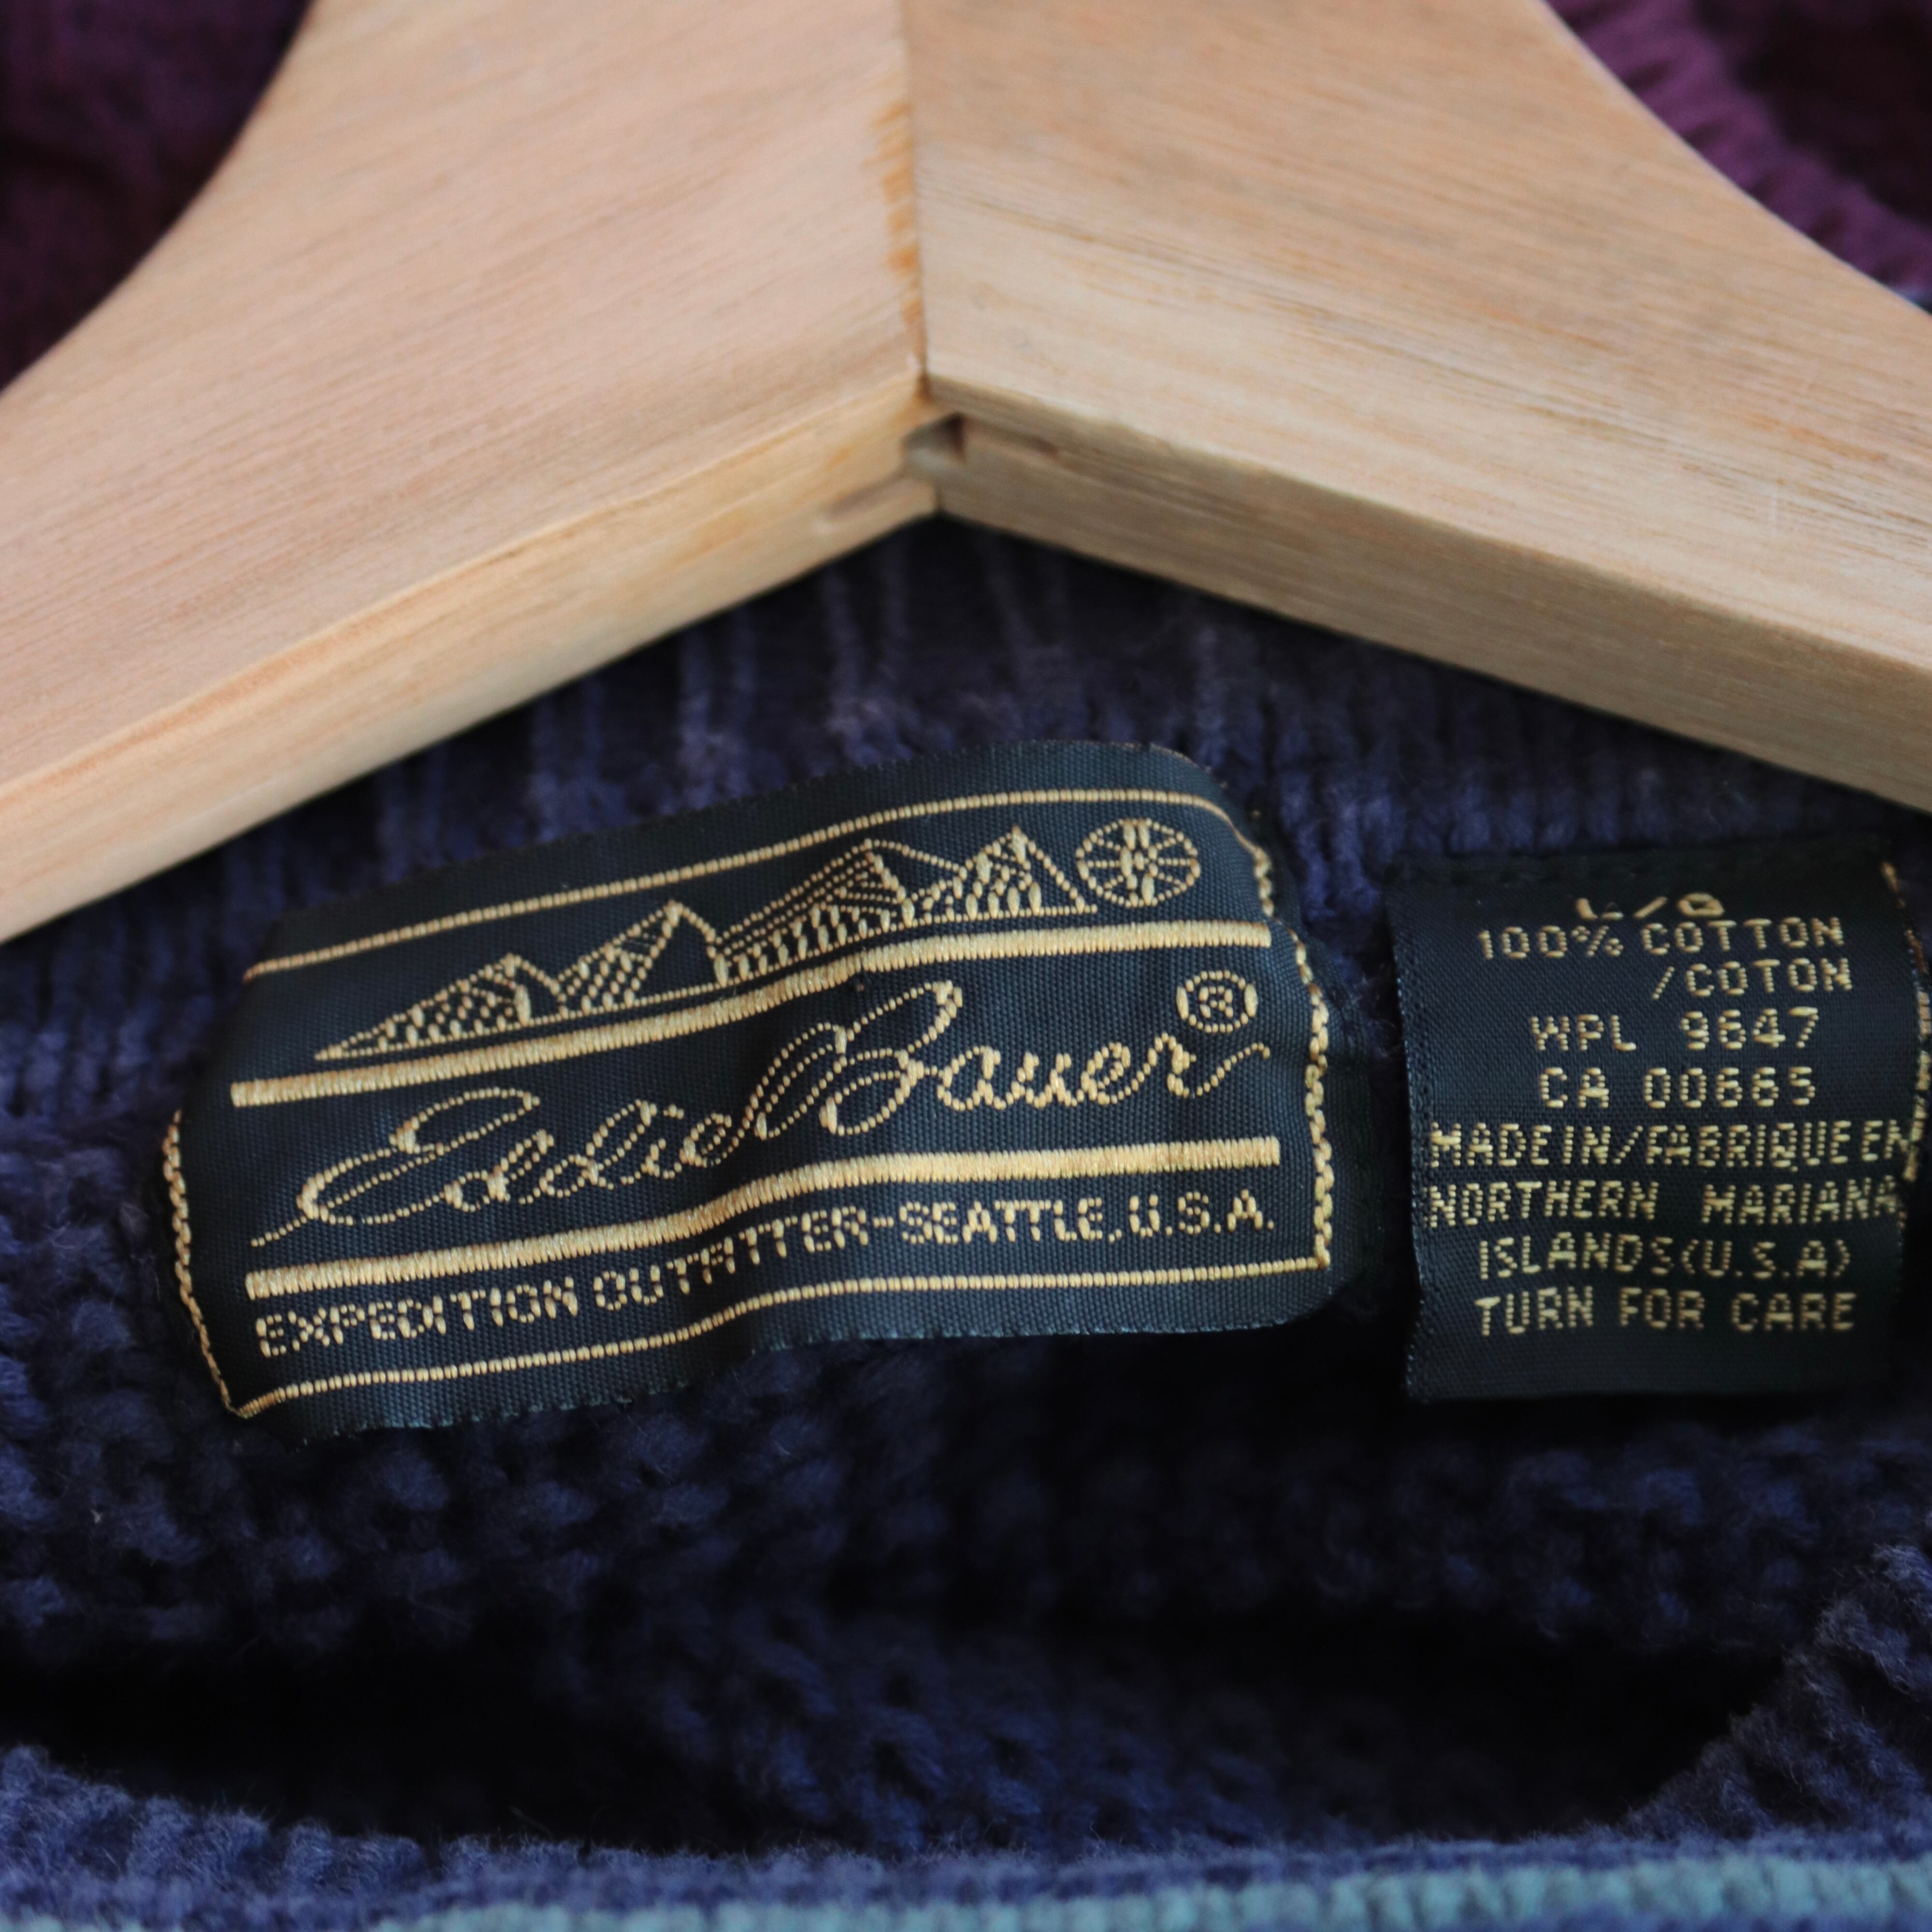 Eddie Bauer®
EXPEDITION OUTFITTER-SEATTLE, U.S.A.
100% COTTON
/COTON
WPL 9647
CA 00665
MADE IN/FABRIQUE EN
NORTHERN MARIANA
ISLANDS(U.S.A)
TURN FOR CARE